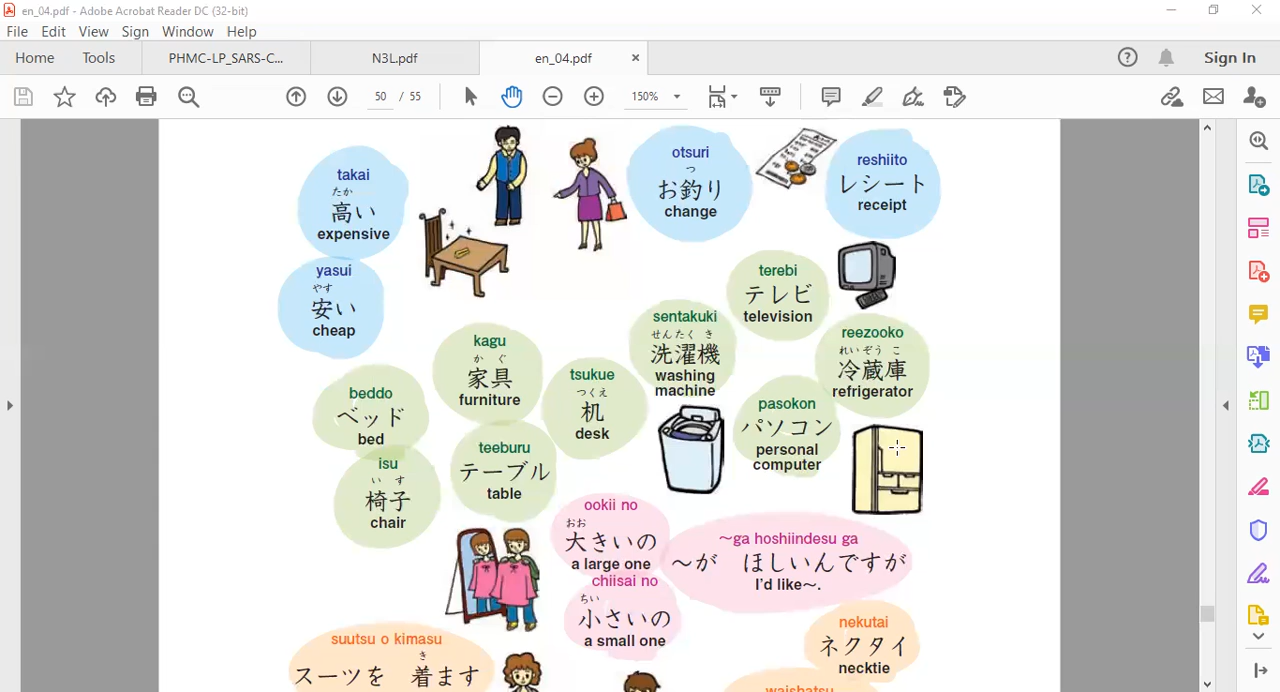 en_04.pdf - Adobe Acrobat Reader DC (32-bit)
File Edit View Sign Window Help
Home Tools PHMC-LP_SARS-C... N3L.pdf en_04.pdf Sign In
50 / 55 150%
takai
たか
高い
expensive
otsuri
つ
お釣り
change
reshiito
レシート
receipt
yasui
やす
安い
cheap
terebi
テレビ
television
sentakuki
せんたく き
洗濯機
washing
machine
reezooko
れいぞう こ
冷蔵庫
refrigerator
kagu
か ぐ
家具
furniture
tsukue
つくえ
机
desk
beddo
ベッド
bed
pasokon
パソコン
personal
computer
isu
い す
椅子
chair
teeburu
テーブル
table
ookii no
おお
大きいの
a large one
～ga hoshiindesu ga
～が ほしいんですが
I'd like～.
chiisai no
ちい
小さいの
a small one
nekutai
ネクタイ
necktie
suutsu o kimasu
き
スーツを 着ます
waishatsu